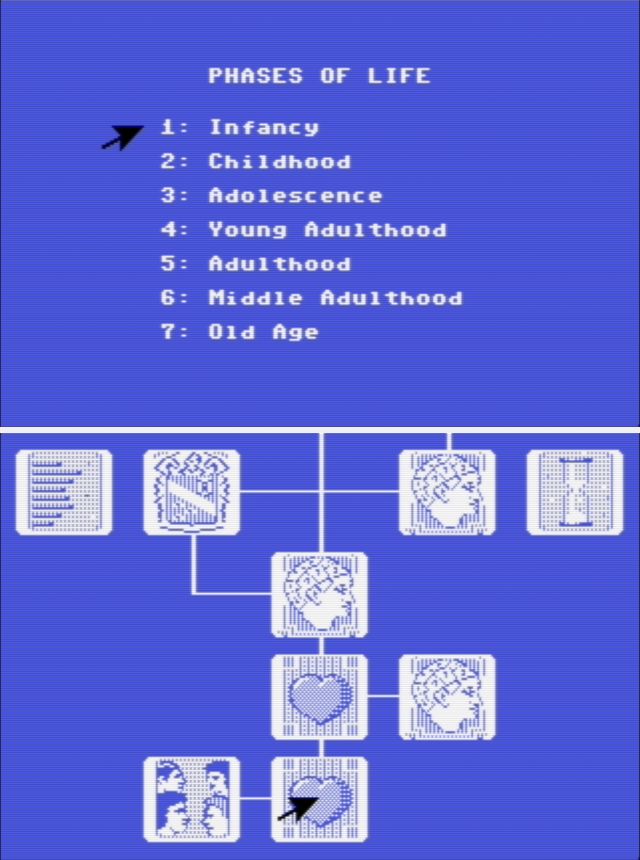 PHASES OF LIFE
1: Infancy
2: Childhood
3: Adolescence
4: Young Adulthood
5: Adulthood
6: Middle Adulthood
7: Old Age